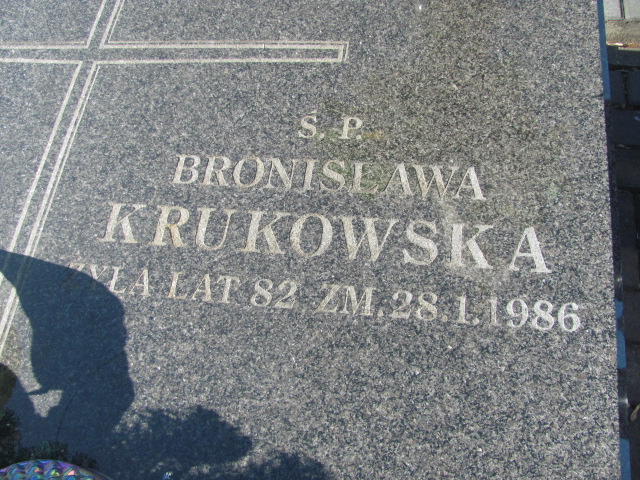 Ś. P.
BRONISŁAWA
KRUKOWSKA
ŻYŁA LAT 82. ZM. 28.1.1986